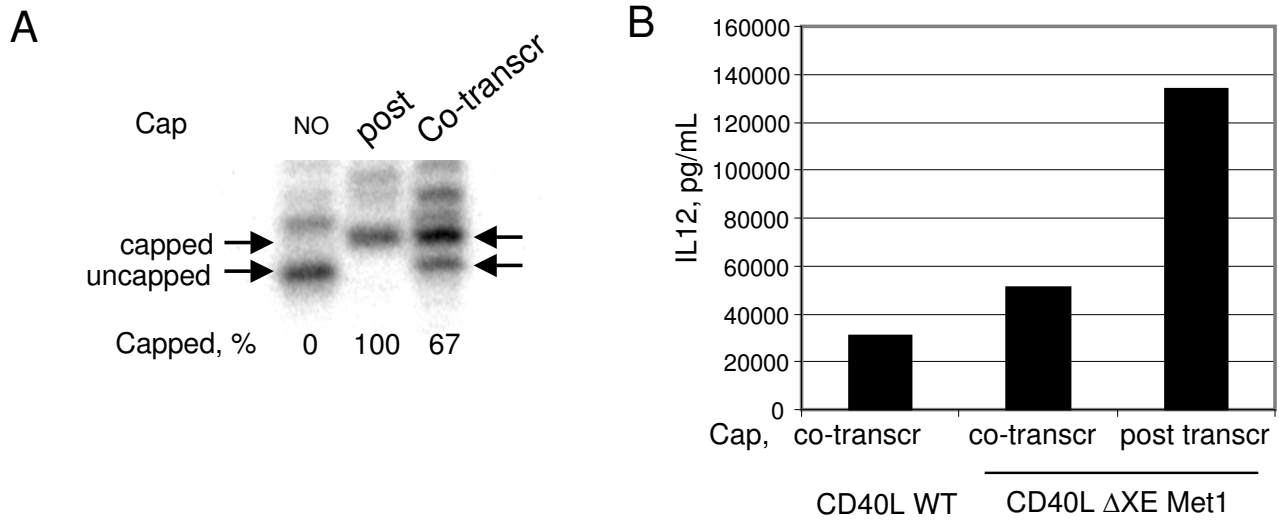 A
Cap NO post Co-transcr
capped
uncapped
Capped, % 0 100 67
B
IL12, pg/mL
160000
140000
120000
100000
80000
60000
40000
20000
0
Cap, co-transcr co-transcr post transcr
CD40L WT CD40L ΔXE Met1